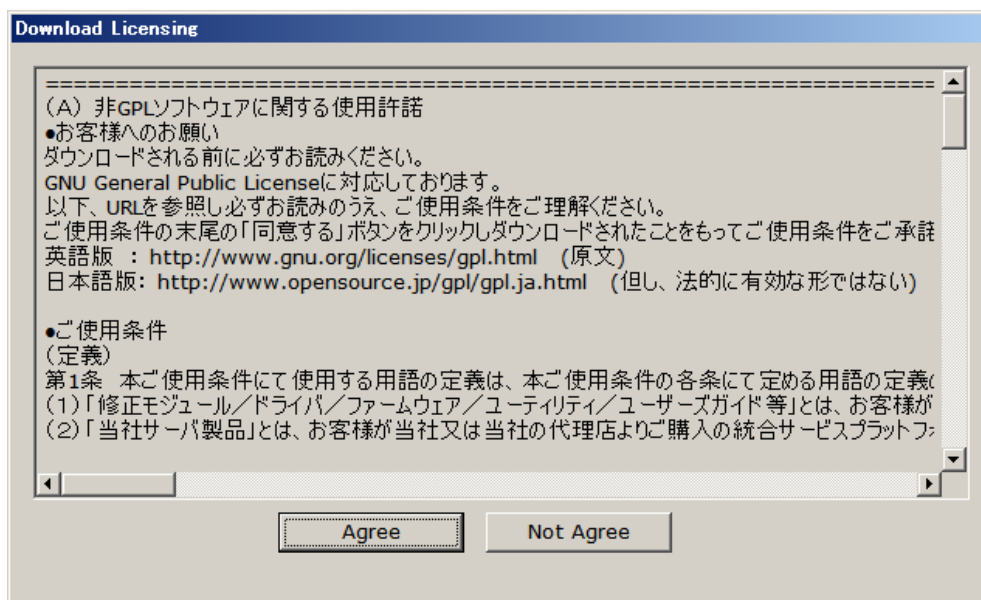 Download Licensing
================================================================
(A) 非GPLソフトウェアに関する使用許諾
●お客様へのお願い
ダウンロードされる前に必ずお読みください。
GNU General Public Licenseに対応しております。
以下、URLを参照し必ずお読みのうえ、ご使用条件をご理解ください。
ご使用条件の末尾の「同意する」ボタンをクリックしダウンロードされたことをもってご使用条件をご承諾
英語版 : http://www.gnu.org/licenses/gpl.html (原文)
日本語版: http://www.opensource.jp/gpl/gpl.ja.html (但し、法的に有効な形ではない)
●ご使用条件
(定義)
第1条 本ご使用条件にて使用する用語の定義は、本ご使用条件の各条にて定める用語の定義
(1)「修正モジュール／ドライバ／ファームウェア／ユーティリティ／ユーザーズガイド等」とは、お客様が
(2)「当社サーバ製品」とは、お客様が当社又は当社の代理店よりご購入の統合サービスプラットフ
Agree
Not Agree